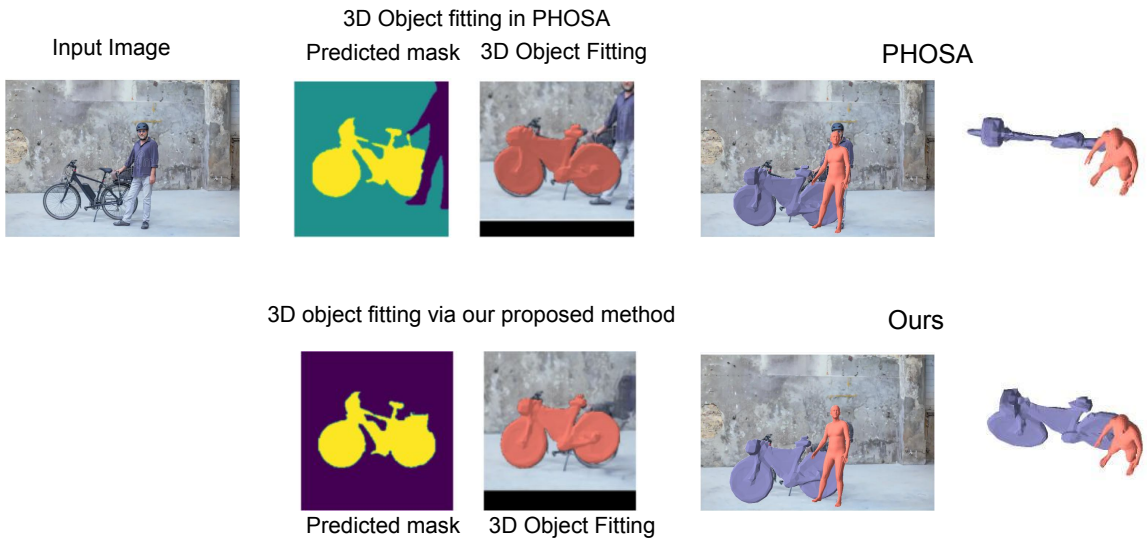 3D Object fitting in PHOSA
Input Image
Predicted mask
3D Object Fitting
PHOSA
3D object fitting via our proposed method
Ours
Predicted mask
3D Object Fitting